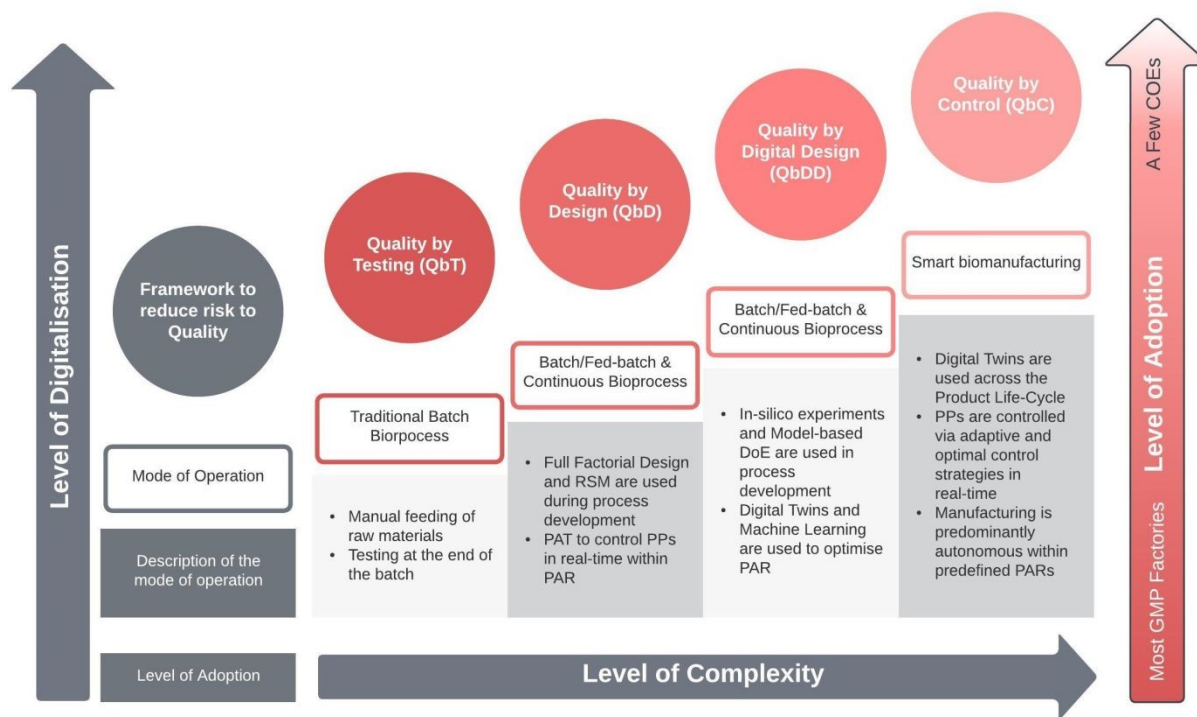 Level of Digitalisation
Framework to
reduce risk to
Quality
Mode of Operation
Description of the
mode of operation
Level of Adoption
Quality by
Testing (QbT)
Traditional Batch
Biorpocess
• Manual feeding of
raw materials
• Testing at the end of
the batch
Quality by
Design (QbD)
Batch/Fed-batch &
Continuous Bioprocess
• Full Factorial Design
and RSM are used
during process
development
• PAT to control PPs
in real-time within
PAR
Quality by
Digital Design
(QbDD)
Batch/Fed-batch &
Continuous Bioprocess
• In-silico experiments
and Model-based
DoE are used in
process
development
• Digital Twins and
Machine Learning
are used to optimise
PAR
Quality by
Control (QbC)
Smart biomanufacturing
• Digital Twins are
used across the
Product Life-Cycle
• PPs are controlled
via adaptive and
optimal control
strategies in
real-time
• Manufacturing is
predominantly
autonomous within
predefined PARs
Level of Complexity
Most GMP Factories
Level of Adoption
A Few COEs